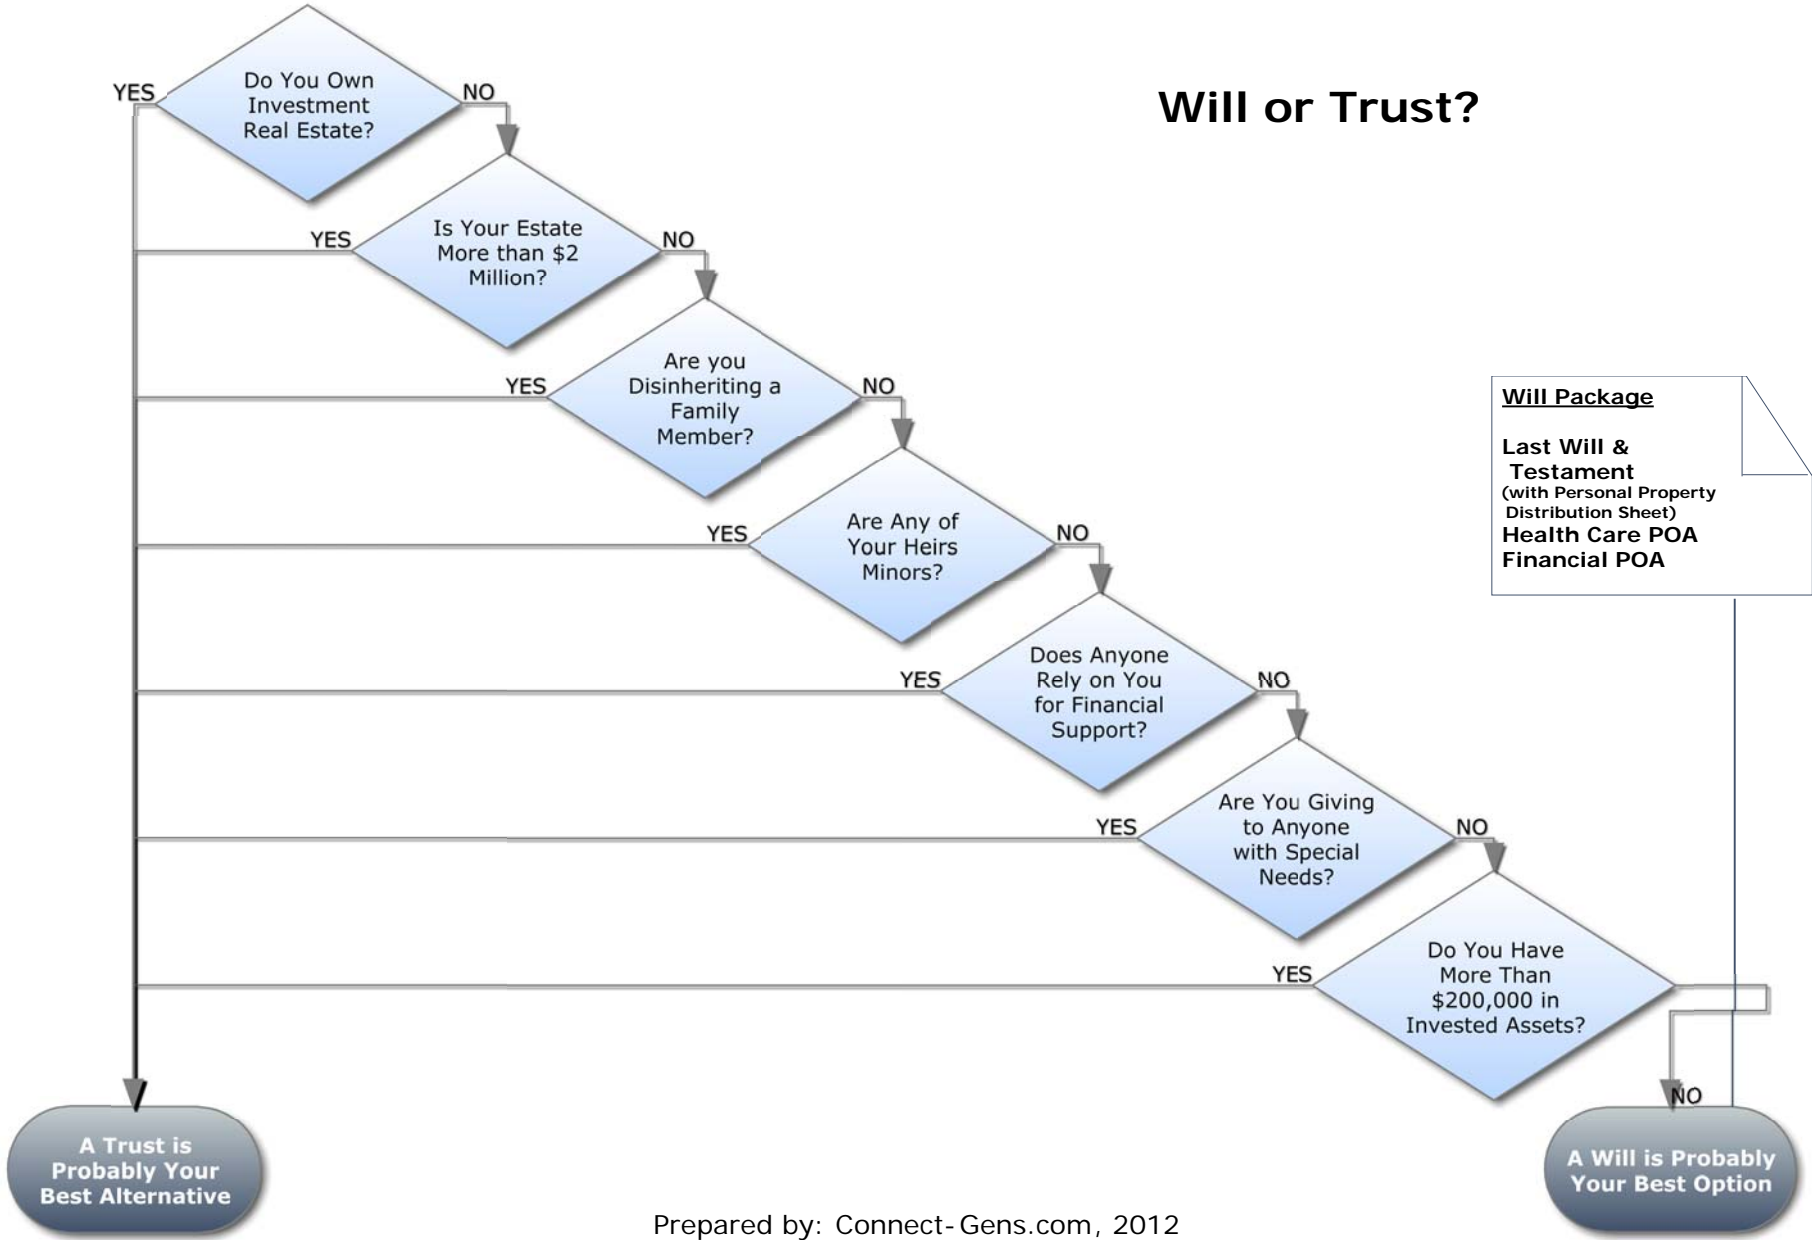 Will or Trust?
YES
Do You Own
Investment
Real Estate?
NO
YES
Is Your Estate
More than $2
Million?
NO
YES
Are you
Disinheriting a
Family
Member?
NO
YES
Are Any of
Your Heirs
Minors?
NO
YES
Does Anyone
Rely on You
for Financial
Support?
NO
YES
Are You Giving
to Anyone
with Special
Needs?
NO
YES
Do You Have
More Than
$200,000 in
Invested Assets?
NO
Will Package
Last Will &
Testament
(with Personal Property
Distribution Sheet)
Health Care POA
Financial POA
A Trust is
Probably Your
Best Alternative
A Will is Probably
Your Best Option
Prepared by: Connect-Gens.com, 2012